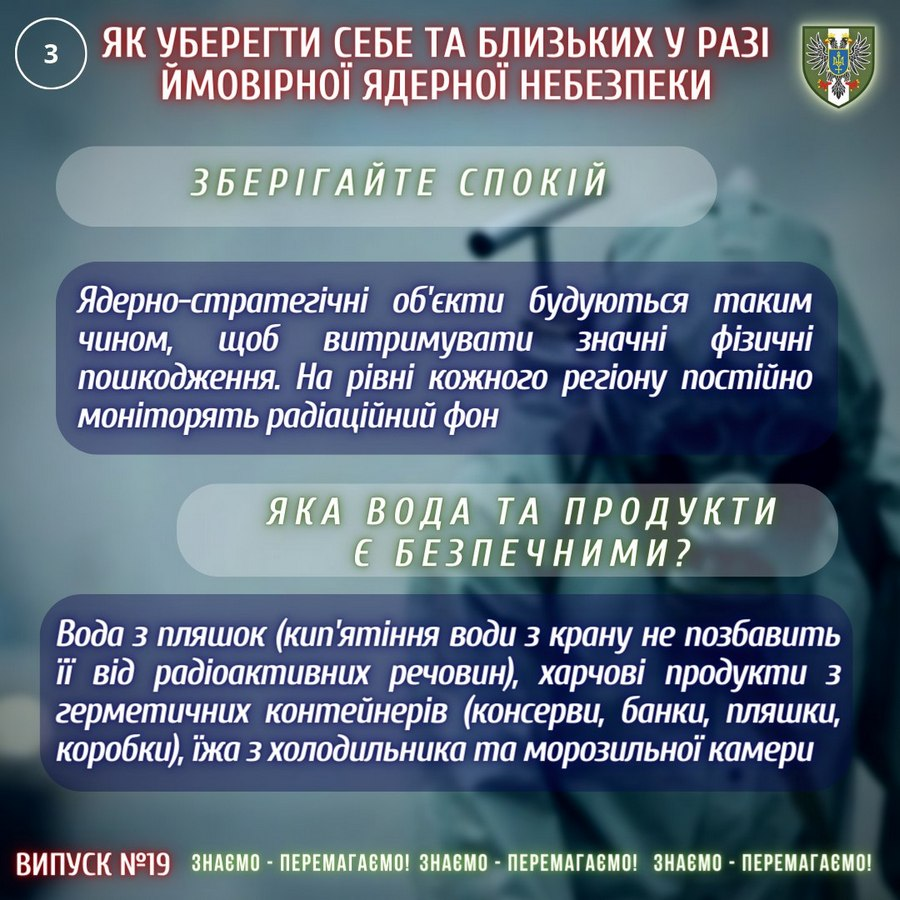 3
ЯК УБЕРЕГТИ СЕБЕ ТА БЛИЗЬКИХ У РАЗІ
ЙМОВІРНОЇ ЯДЕРНОЇ НЕБЕЗПЕКИ
ЗБЕРІГАЙТЕ СПОКІЙ
Ядерно-стратегічні об'єкти будуються таким
чином, щоб витримувати значні фізичні
пошкодження. На рівні кожного регіону постійно
моніторять радіаційний фон
ЯКА ВОДА ТА ПРОДУКТИ
Є БЕЗПЕЧНИМИ?
Вода з пляшок (кип'ятіння води з крану не позбавить
її від радіоактивних речовин), харчові продукти з
герметичних контейнерів (консерви, банки, пляшки,
коробки), їжа з холодильника та морозильної камери
ВИПУСК №19 ЗНАЄМО - ПЕРЕМАГАЄМО! ЗНАЄМО - ПЕРЕМАГАЄМО! ЗНАЄМО - ПЕРЕМАГАЄМО!